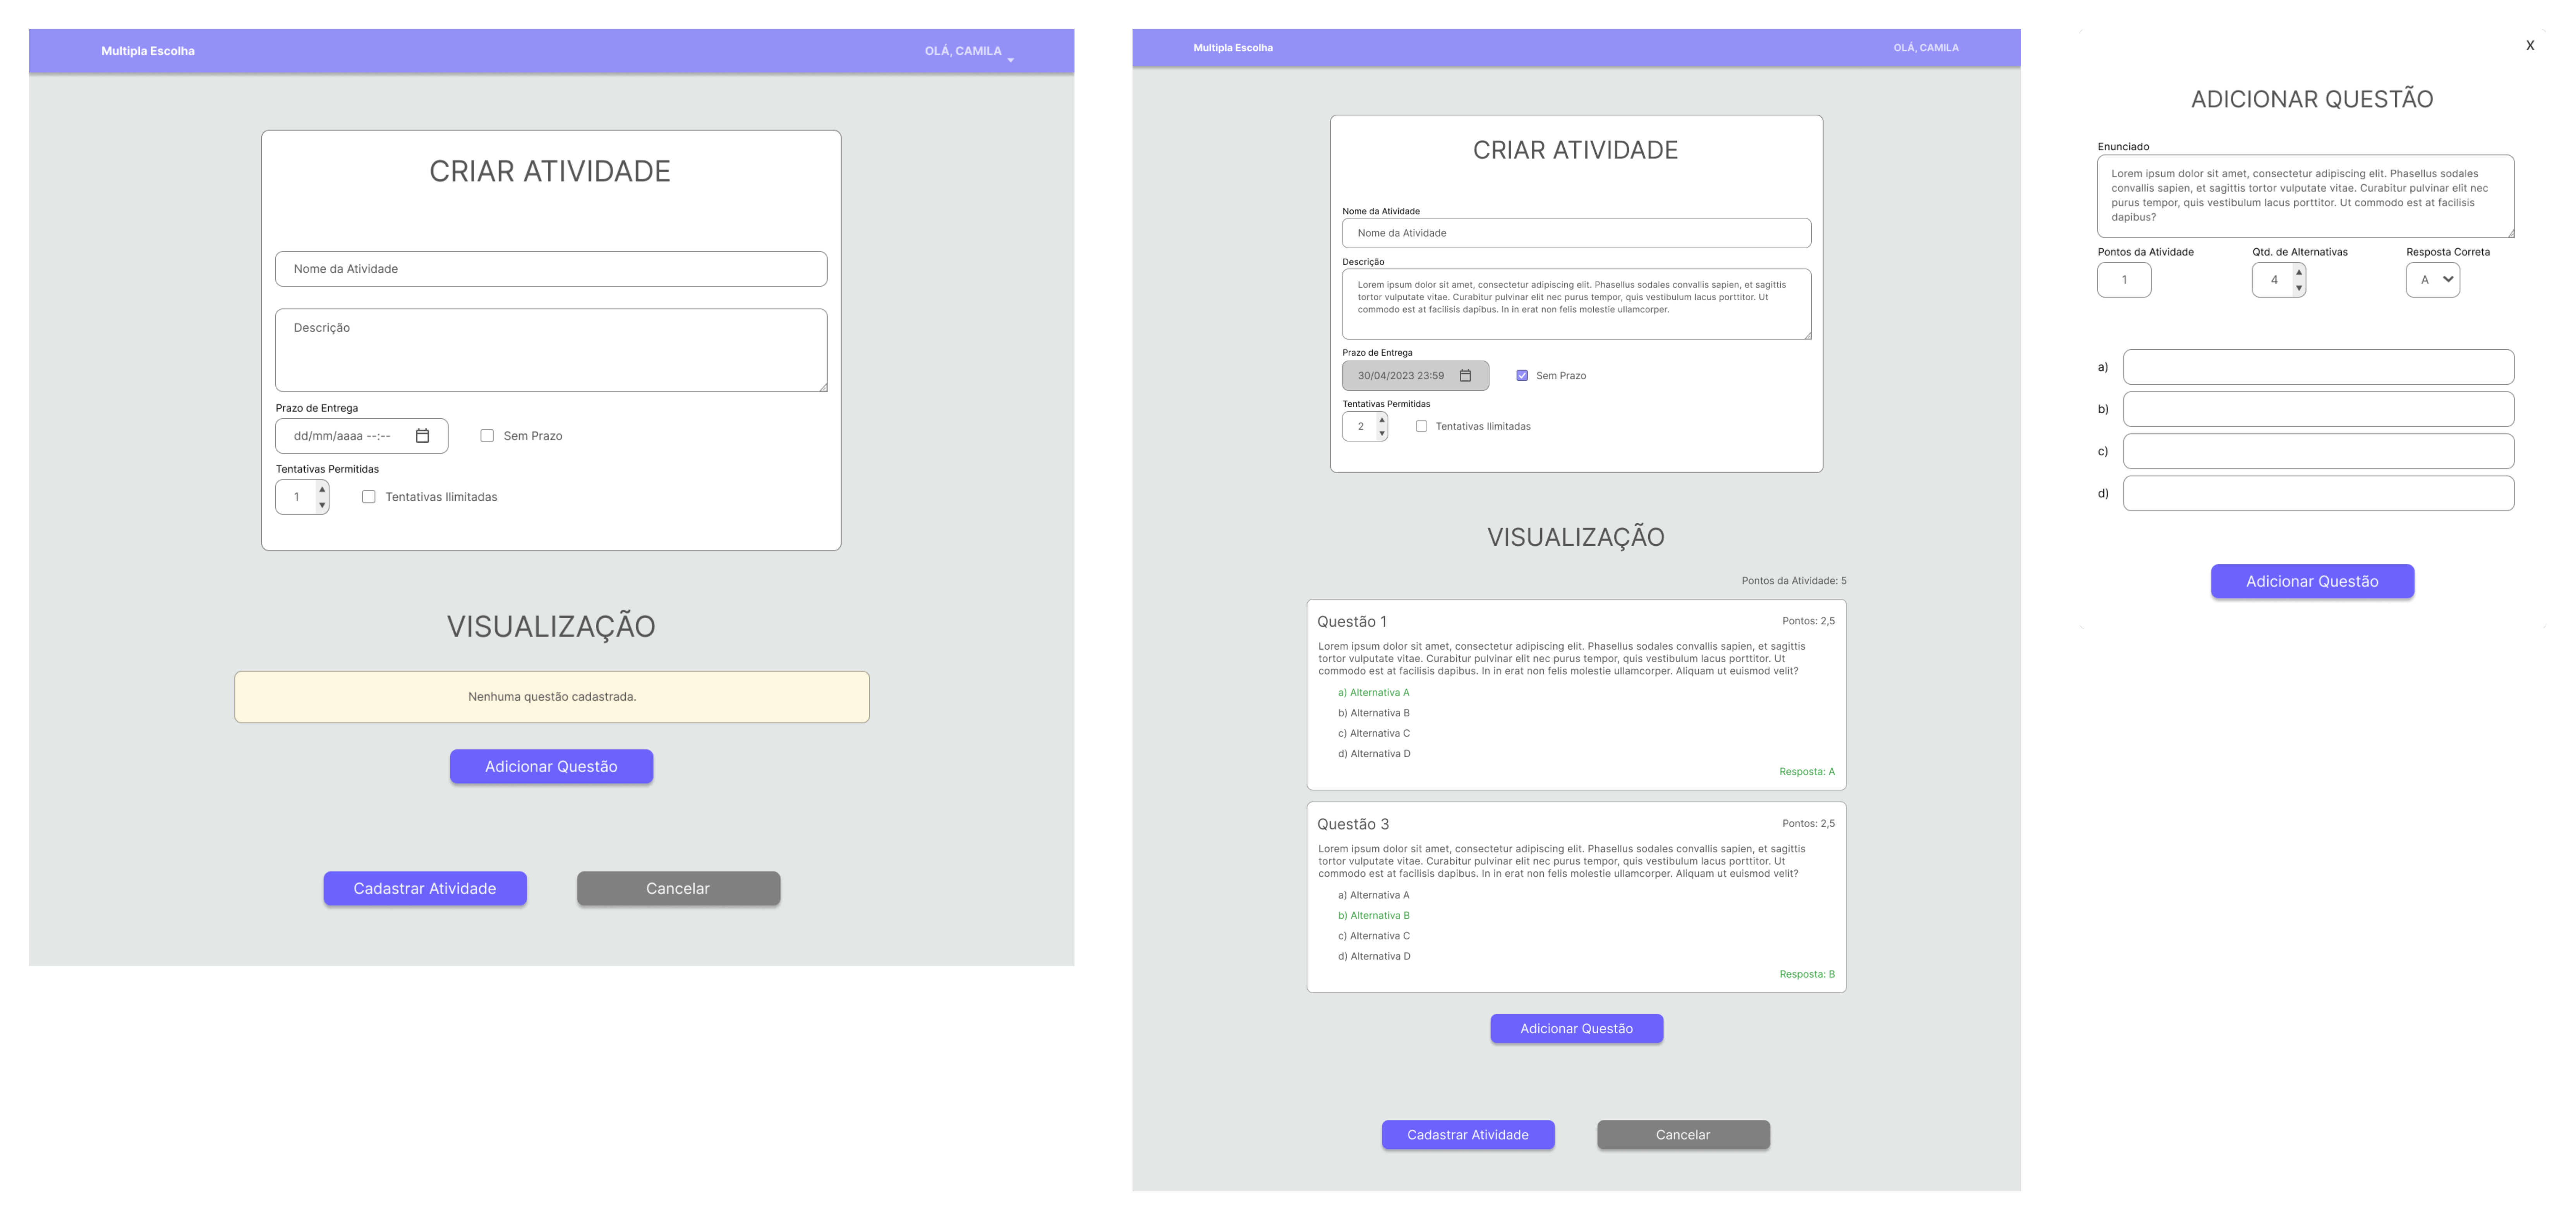 Multipla Escolha
OLÁ, CAMILA
CRIAR ATIVIDADE
Nome da Atividade
Descrição
Prazo de Entrega
dd/mm/aaaa --:--
Sem Prazo
Tentativas Permitidas
1
Tentativas Ilimitadas
VISUALIZAÇÃO
Nenhuma questão cadastrada.
Adicionar Questão
Cadastrar Atividade
Cancelar
Multipla Escolha
OLÁ, CAMILA
CRIAR ATIVIDADE
Nome da Atividade
Nome da Atividade
Descrição
Lorem ipsum dolor sit amet, consectetur adipiscing elit. Phasellus sodales convallis sapien, et sagittis
tortor vulputate vitae. Curabitur pulvinar elit nec purus tempor, quis vestibulum lacus porttitor. Ut
commodo est at facilisis dapibus. In in erat non felis molestie ullamcorper.
Prazo de Entrega
30/04/2023 23:59
Sem Prazo
Tentativas Permitidas
2
Tentativas Ilimitadas
VISUALIZAÇÃO
Pontos da Atividade: 5
Questão 1
Pontos: 2,5
Lorem ipsum dolor sit amet, consectetur adipiscing elit. Phasellus sodales convallis sapien, et sagittis
tortor vulputate vitae. Curabitur pulvinar elit nec purus tempor, quis vestibulum lacus porttitor. Ut
commodo est at facilisis dapibus. In in erat non felis molestie ullamcorper. Aliquam ut euismod velit?
a) Alternativa A
b) Alternativa B
c) Alternativa C
d) Alternativa D
Resposta: A
Questão 3
Pontos: 2,5
Lorem ipsum dolor sit amet, consectetur adipiscing elit. Phasellus sodales convallis sapien, et sagittis
tortor vulputate vitae. Curabitur pulvinar elit nec purus tempor, quis vestibulum lacus porttitor. Ut
commodo est at facilisis dapibus. In in erat non felis molestie ullamcorper. Aliquam ut euismod velit?
a) Alternativa A
b) Alternativa B
c) Alternativa C
d) Alternativa D
Resposta: B
Adicionar Questão
Cadastrar Atividade
Cancelar
X
ADICIONAR QUESTÃO
Enunciado
Lorem ipsum dolor sit amet, consectetur adipiscing elit. Phasellus sodales
convallis sapien, et sagittis tortor vulputate vitae. Curabitur pulvinar elit nec
purus tempor, quis vestibulum lacus porttitor. Ut commodo est at facilisis
dapibus?
Pontos da Atividade
Qtd. de Alternativas
Resposta Correta
1
4
A
a)
b)
c)
d)
Adicionar Questão